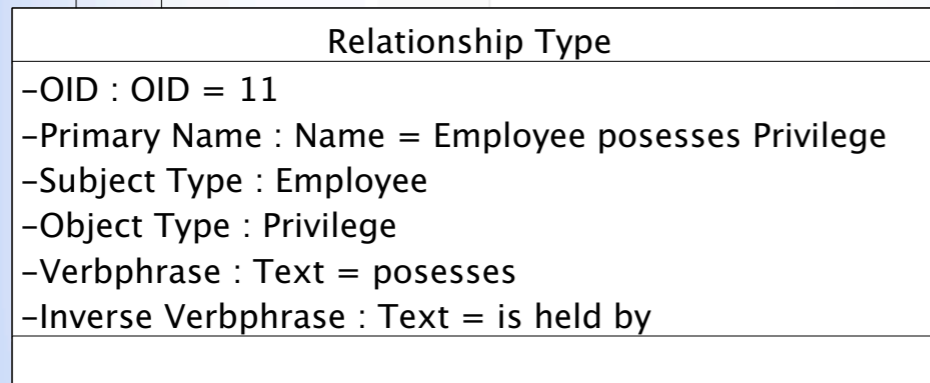 Relationship Type
-OID : OID = 11
-Primary Name : Name = Employee posesses Privilege
-Subject Type : Employee
-Object Type : Privilege
-Verbphrase : Text = posesses
-Inverse Verbphrase : Text = is held by